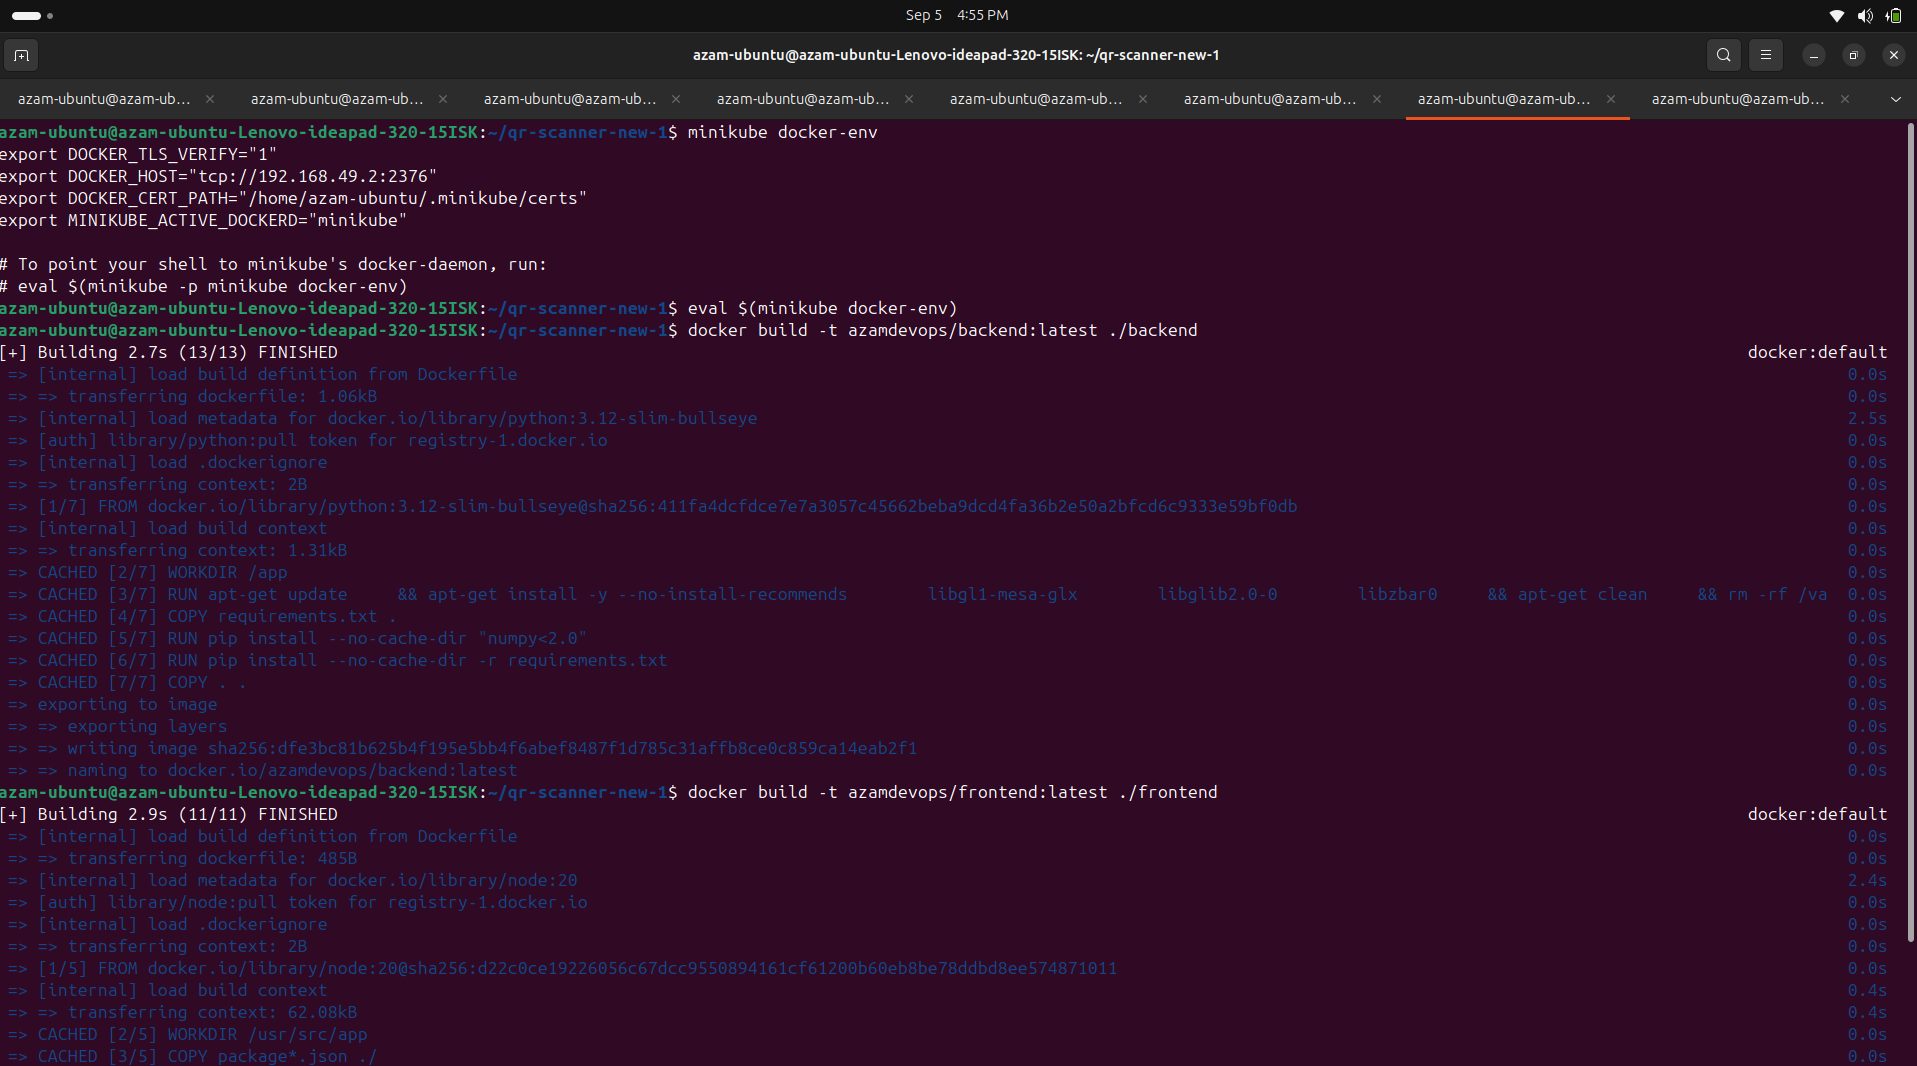 Sep 5 4:55 PM
azam-ubuntu@azam-ubuntu-Lenovo-ideapad-320-15ISK: ~/qr-scanner-new-1
azam-ubuntu@azam-ub... azam-ubuntu@azam-ub... azam-ubuntu@azam-ub... azam-ubuntu@azam-ub... azam-ubuntu@azam-ub... azam-ubuntu@azam-ub... azam-ubuntu@azam-ub... azam-ubuntu@azam-ub...
azam-ubuntu@azam-ubuntu-Lenovo-ideapad-320-15ISK:~/qr-scanner-new-1$ minikube docker-env
export DOCKER_TLS_VERIFY="1"
export DOCKER_HOST="tcp://192.168.49.2:2376"
export DOCKER_CERT_PATH="/home/azam-ubuntu/.minikube/certs"
export MINIKUBE_ACTIVE_DOCKERD="minikube"
# To point your shell to minikube's docker-daemon, run:
# eval $(minikube -p minikube docker-env)
azam-ubuntu@azam-ubuntu-Lenovo-ideapad-320-15ISK:~/qr-scanner-new-1$ eval $(minikube docker-env)
azam-ubuntu@azam-ubuntu-Lenovo-ideapad-320-15ISK:~/qr-scanner-new-1$ docker build -t azamdevops/backend:latest ./backend
[+] Building 2.7s (13/13) FINISHED docker:default
=> [internal] load build definition from Dockerfile 0.0s
=> => transferring dockerfile: 1.06kB 0.0s
=> [internal] load metadata for docker.io/library/python:3.12-slim-bullseye 2.5s
=> [auth] library/python:pull token for registry-1.docker.io 0.0s
=> [internal] load .dockerignore 0.0s
=> => transferring context: 2B 0.0s
=> [1/7] FROM docker.io/library/python:3.12-slim-bullseye@sha256:411fa4dcfdce7e7a3057c45662beba9dcd4fa36b2e50a2bfcd6c9333e59bf0db 0.0s
=> [internal] load build context 0.0s
=> => transferring context: 1.31kB 0.0s
=> CACHED [2/7] WORKDIR /app 0.0s
=> CACHED [3/7] RUN apt-get update && apt-get install -y --no-install-recommends libgl1-mesa-glx libglib2.0-0 libzbar0 && apt-get clean && rm -rf /va 0.0s
=> CACHED [4/7] COPY requirements.txt . 0.0s
=> CACHED [5/7] RUN pip install --no-cache-dir "numpy<2.0" 0.0s
=> CACHED [6/7] RUN pip install --no-cache-dir -r requirements.txt 0.0s
=> CACHED [7/7] COPY . . 0.0s
=> exporting to image 0.0s
=> => exporting layers 0.0s
=> => writing image sha256:dfe3bc81b625b4f195e5bb4f6abef8487f1d785c31affb8ce0c859ca14eab2f1 0.0s
=> => naming to docker.io/azamdevops/backend:latest 0.0s
azam-ubuntu@azam-ubuntu-Lenovo-ideapad-320-15ISK:~/qr-scanner-new-1$ docker build -t azamdevops/frontend:latest ./frontend
[+] Building 2.9s (11/11) FINISHED docker:default
=> [internal] load build definition from Dockerfile 0.0s
=> => transferring dockerfile: 485B 0.0s
=> [internal] load metadata for docker.io/library/node:20 2.4s
=> [auth] library/node:pull token for registry-1.docker.io 0.0s
=> [internal] load .dockerignore 0.0s
=> => transferring context: 2B 0.0s
=> [1/5] FROM docker.io/library/node:20@sha256:d22c0ce19226056c67dcc9550894161cf61200b60eb8be78ddbd8ee574871011 0.0s
=> [internal] load build context 0.4s
=> => transferring context: 62.08kB 0.4s
=> CACHED [2/5] WORKDIR /usr/src/app 0.0s
=> CACHED [3/5] COPY package*.json ./ 0.0s